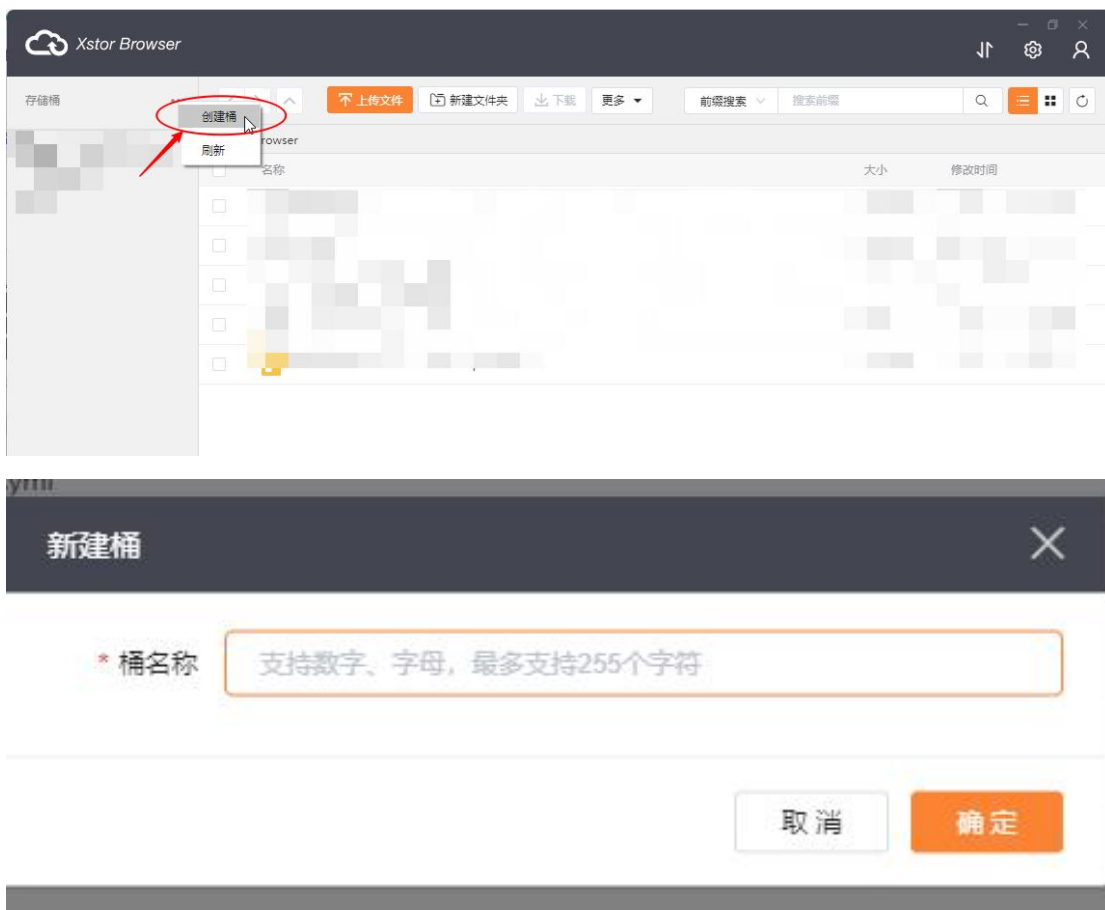 Xstor Browser
存储桶
上传文件 新建文件夹 下载 更多 前缀搜索 搜索前缀
创建桶
刷新
rowser
名称 大小 修改时间
新建桶
* 桶名称 支持数字、字母，最多支持255个字符
取消 确定